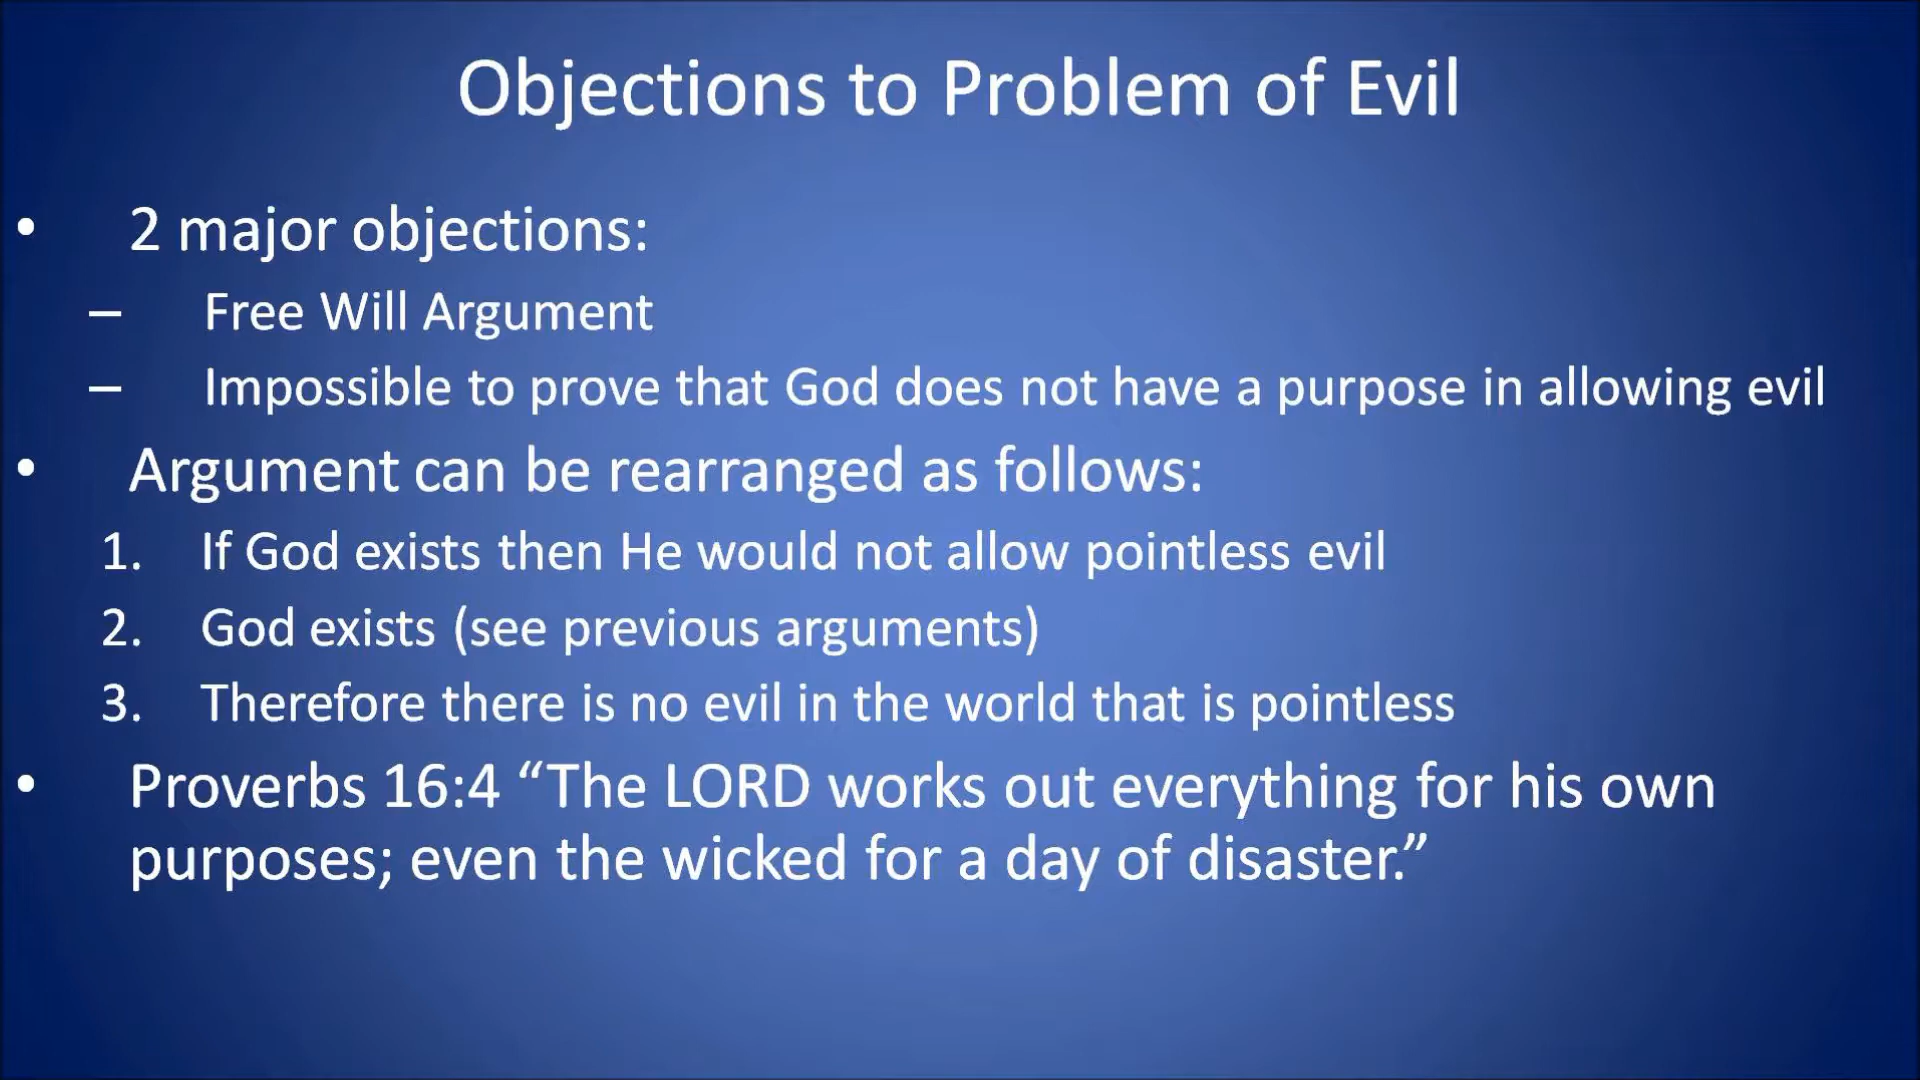 Objections to Problem of Evil
• 2 major objections:
– Free Will Argument
– Impossible to prove that God does not have a purpose in allowing evil
• Argument can be rearranged as follows:
1. If God exists then He would not allow pointless evil
2. God exists (see previous arguments)
3. Therefore there is no evil in the world that is pointless
• Proverbs 16:4 “The LORD works out everything for his own
purposes; even the wicked for a day of disaster.”